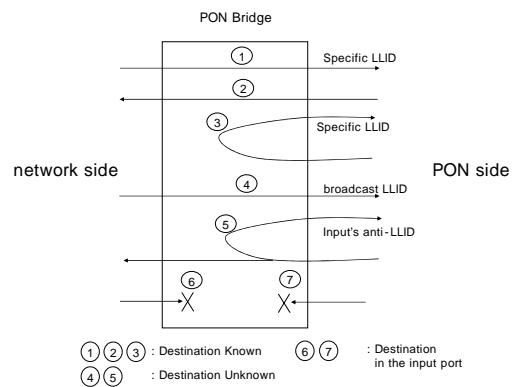 PON Bridge
1
Specific LLID
2
3
Specific LLID
network side
PON side
4
broadcast LLID
5
Input's anti-LLID
6
7
1 2 3 : Destination Known
6 7 : Destination
in the input port
4 5 : Destination Unknown